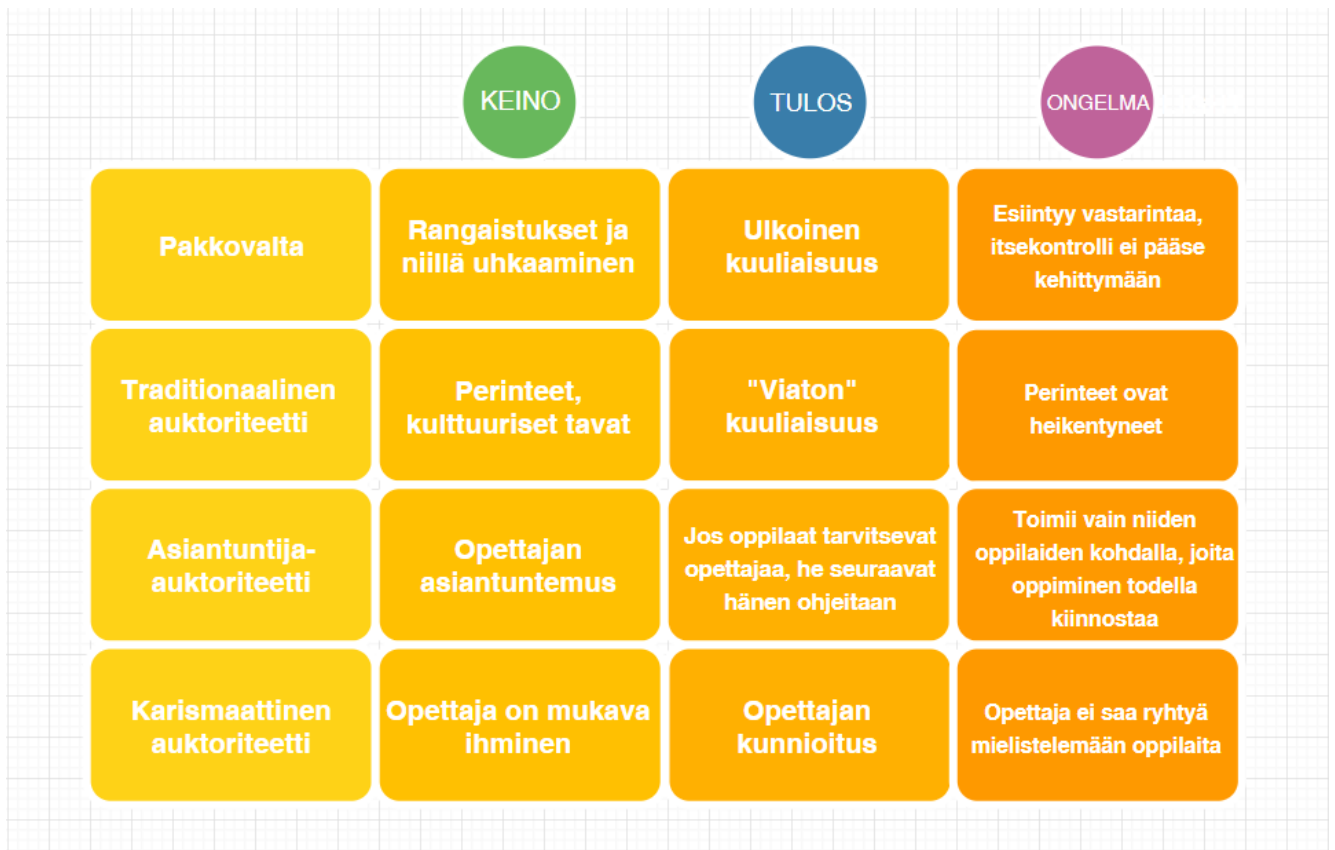 KEINO
TULOS
ONGELMA
Pakkovalta
Rangaistukset ja
niillä uhkaaminen
Ulkoinen
kuuliaisuus
Esiintyy vastarintaa,
itsekontrolli ei pääse
kehittymään
Traditionaalinen
auktoriteetti
Perinteet,
kulttuuriset tavat
"Viaton"
kuuliaisuus
Perinteet ovat
heikentyneet
Asiantuntija-
auktoriteetti
Opettajan
asiantuntemus
Jos oppilaat tarvitsevat
opettajaa, he seuraavat
hänen ohjeitaan
Toimii vain niiden
oppilaiden kohdalla, joita
oppiminen todella
kiinnostaa
Karismaattinen
auktoriteetti
Opettaja on mukava
ihminen
Opettajan
kunnioitus
Opettaja ei saa ryhtyä
mielistelemään oppilaita